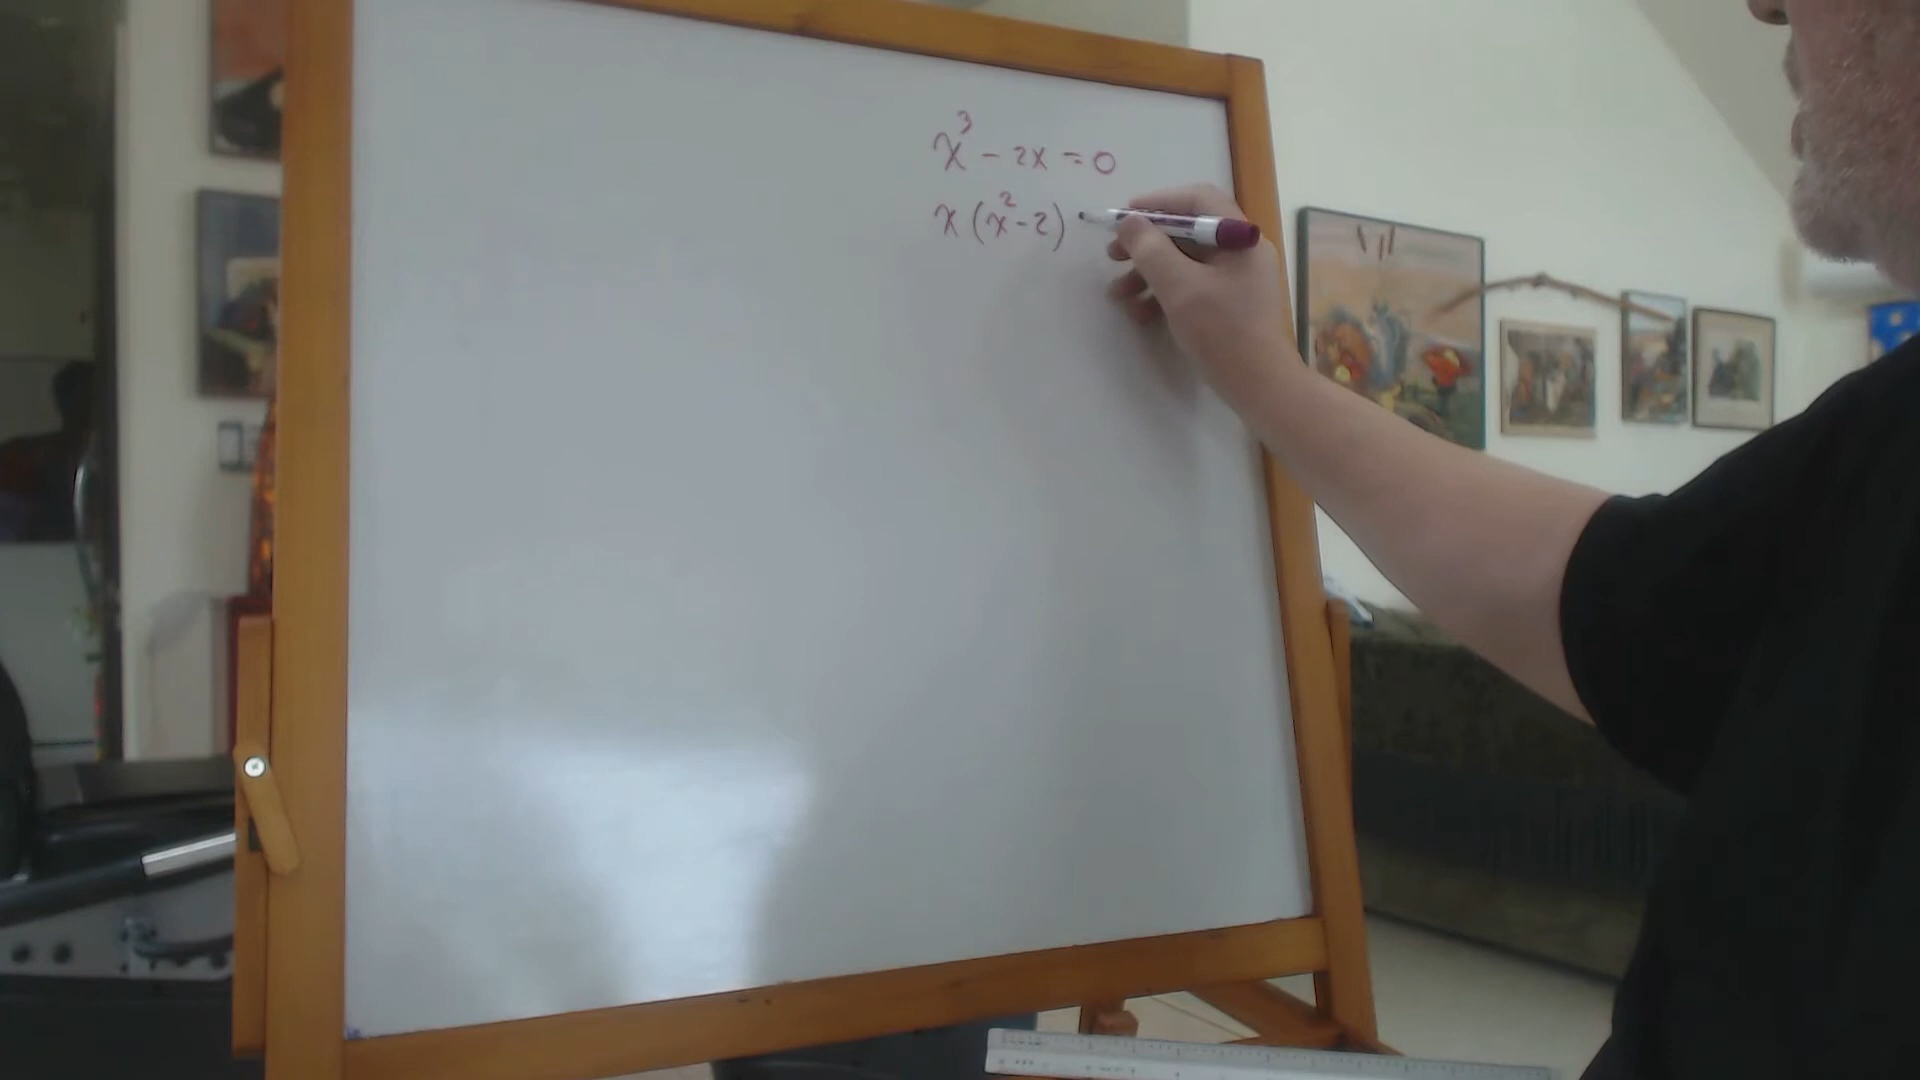 x³ - 2x = 0
x (x² - 2)